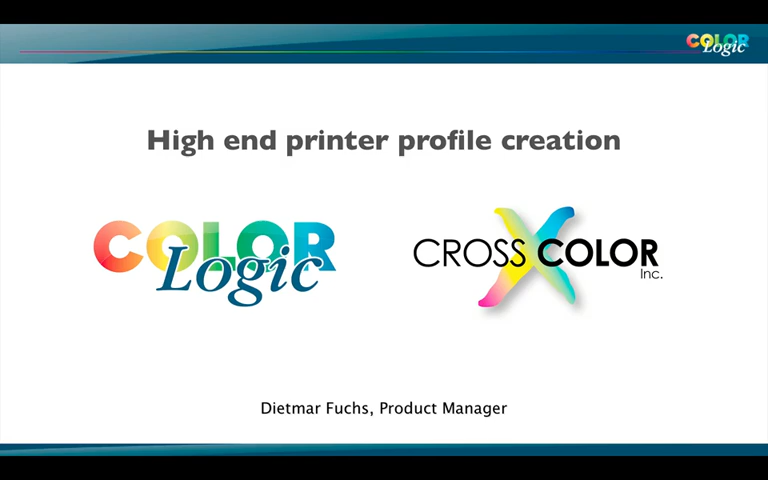 COLOR
Logic
High end printer profile creation
COLOR
Logic
CROSS X COLOR
Inc.
Dietmar Fuchs, Product Manager